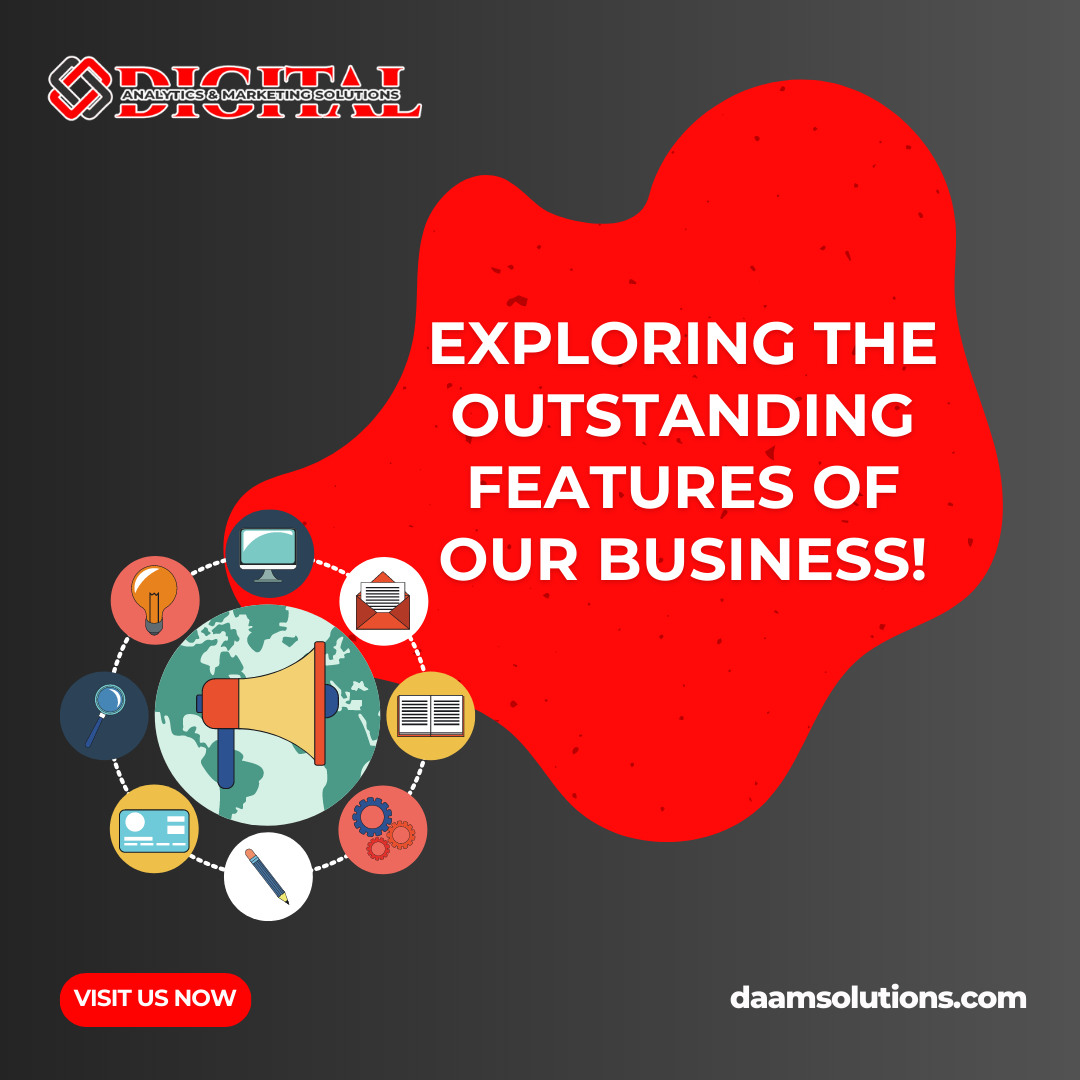 DIGITAL
ANALYTICS & MARKETING SOLUTIONS
EXPLORING THE
OUTSTANDING
FEATURES OF
OUR BUSINESS!
VISIT US NOW
daamsolutions.com